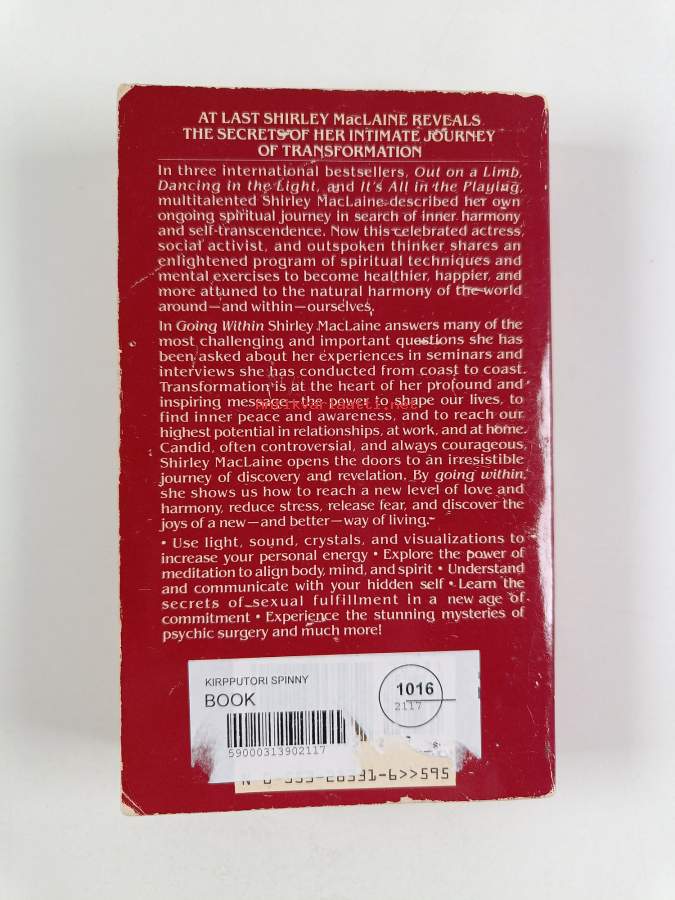 AT LAST SHIRLEY MacLAINE REVEALS
THE SECRETS OF HER INTIMATE JOURNEY
OF TRANSFORMATION
In three international bestsellers, Out on a Limb,
Dancing in the Light, and It's All in the Playing,
multitalented Shirley MacLaine described her own
ongoing spiritual journey in search of inner harmony
and self-transcendence. Now this celebrated actress,
social activist, and outspoken thinker shares an
enlightened program of spiritual techniques and
mental exercises to become healthier, happier, and
more attuned to the natural harmony of the world
around—and within—ourselves.
In Going Within Shirley MacLaine answers many of the
most challenging and important questions she has
been asked about her experiences in seminars and
interviews she has conducted from coast to coast.
Transformation is at the heart of her profound and
inspiring message—the power to shape our lives, to
find inner peace and awareness, and to reach our
highest potential in relationships, at work, and at home.
Candid, often controversial, and always courageous,
Shirley MacLaine opens the doors to an irresistible
journey of discovery and revelation. By going within,
she shows us how to reach a new level of love and
harmony, reduce stress, release fear, and discover the
joys of a new—and better—way of living.
• Use light, sound, crystals, and visualizations to
increase your personal energy • Explore the power of
meditation to align body, mind, and spirit • Understand
and communicate with your hidden self • Learn the
secrets of sexual fulfillment in a new age of
commitment • Experience the stunning mysteries of
psychic surgery and much more!
antikvariaatti.net
KIRPPUTORI SPINNY
BOOK
1016
2117
59000313902117
-6>>595